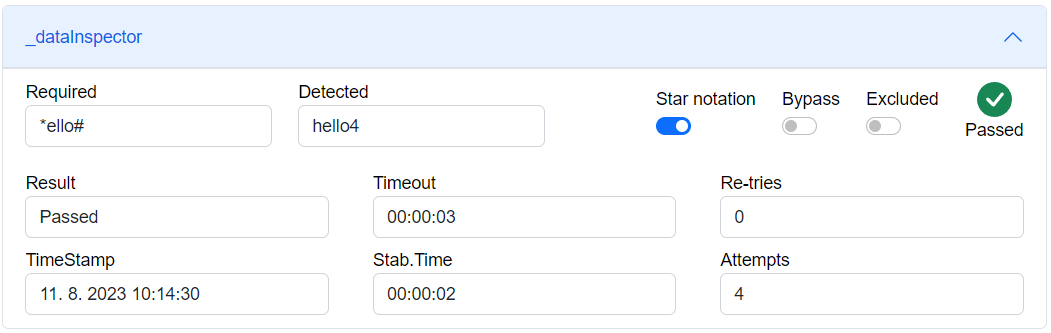 _dataInspector
Required
*ello#
Detected
hello4
Star notation
Bypass
Excluded
Passed
Result
Passed
Timeout
00:00:03
Re-tries
0
TimeStamp
11. 8. 2023 10:14:30
Stab.Time
00:00:02
Attempts
4